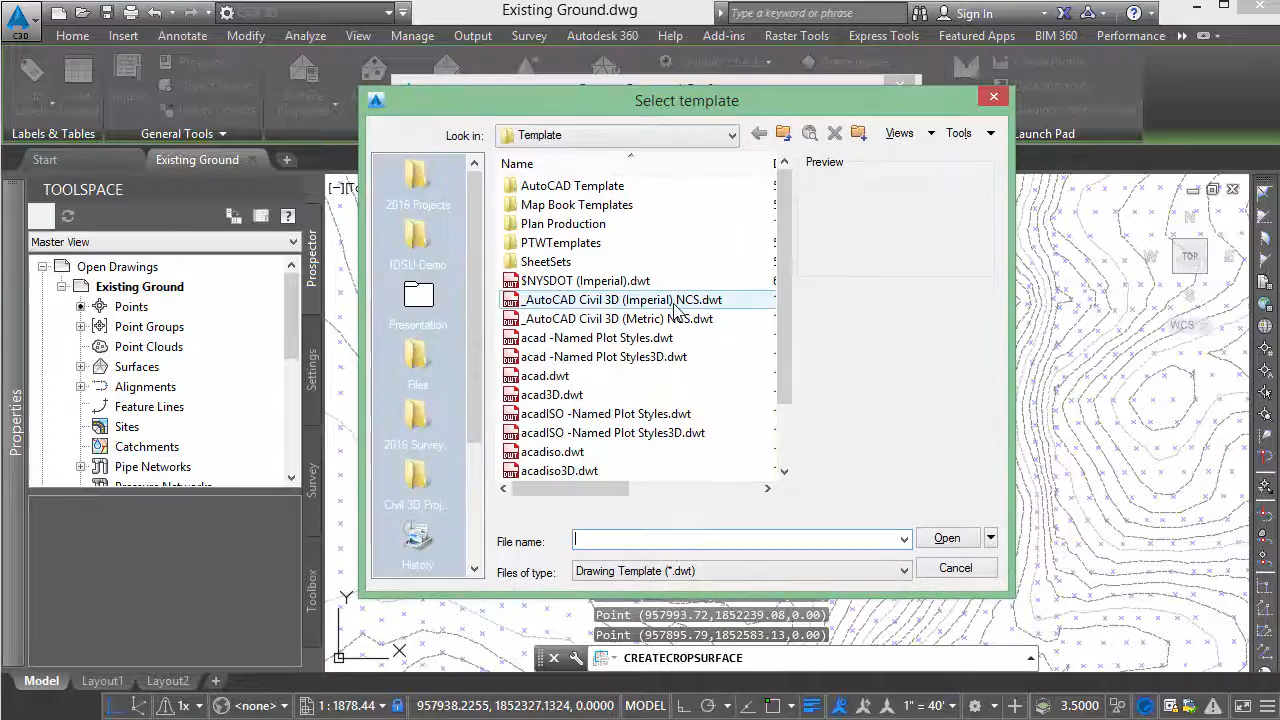 Existing Ground.dwg
Type a keyword or phrase
Sign In
C3D
Home Insert Annotate Modify Analyze View Manage Output Survey Autodesk 360 Help Add-ins Raster Tools Express Tools Featured Apps BIM 360 Performance
Labels & Tables General Tools Launch Pad
Select template
Start Existing Ground
Look in: Template Views Tools
TOOLSPACE
Name
Preview
Master View
AutoCAD Template
Map Book Templates
Plan Production
PTWTemplates
SheetSets
$NYSDOT (Imperial).dwt
_AutoCAD Civil 3D (Imperial) NCS.dwt
_AutoCAD Civil 3D (Metric) NCS.dwt
acad -Named Plot Styles.dwt
acad -Named Plot Styles3D.dwt
acad.dwt
acad3D.dwt
acadISO -Named Plot Styles.dwt
acadISO -Named Plot Styles3D.dwt
acadiso.dwt
acadiso3D.dwt
2016 Projects
IDSU-Demo
Presentation
Files
2016 Survey.
Civil 3D Proj..
History
Open Drawings
Existing Ground
Points
Point Groups
Point Clouds
Surfaces
Alignments
Feature Lines
Sites
Catchments
Pipe Networks
Pressure Networks
Properties
Prospector
Settings
Survey
Toolbox
N
W
TOP
E
S
WCS
File name: Open
Files of type: Drawing Template (*.dwt) Cancel
Y
X
Point (957993.72,1852239.08,0.00)
Point (957895.79,1852583.13,0.00)
CREATECROPSURFACE
Model Layout1 Layout2
1x <none> 1:1878.44 957938.2255, 1852327.1324, 0.0000 MODEL 1" = 40' 3.5000